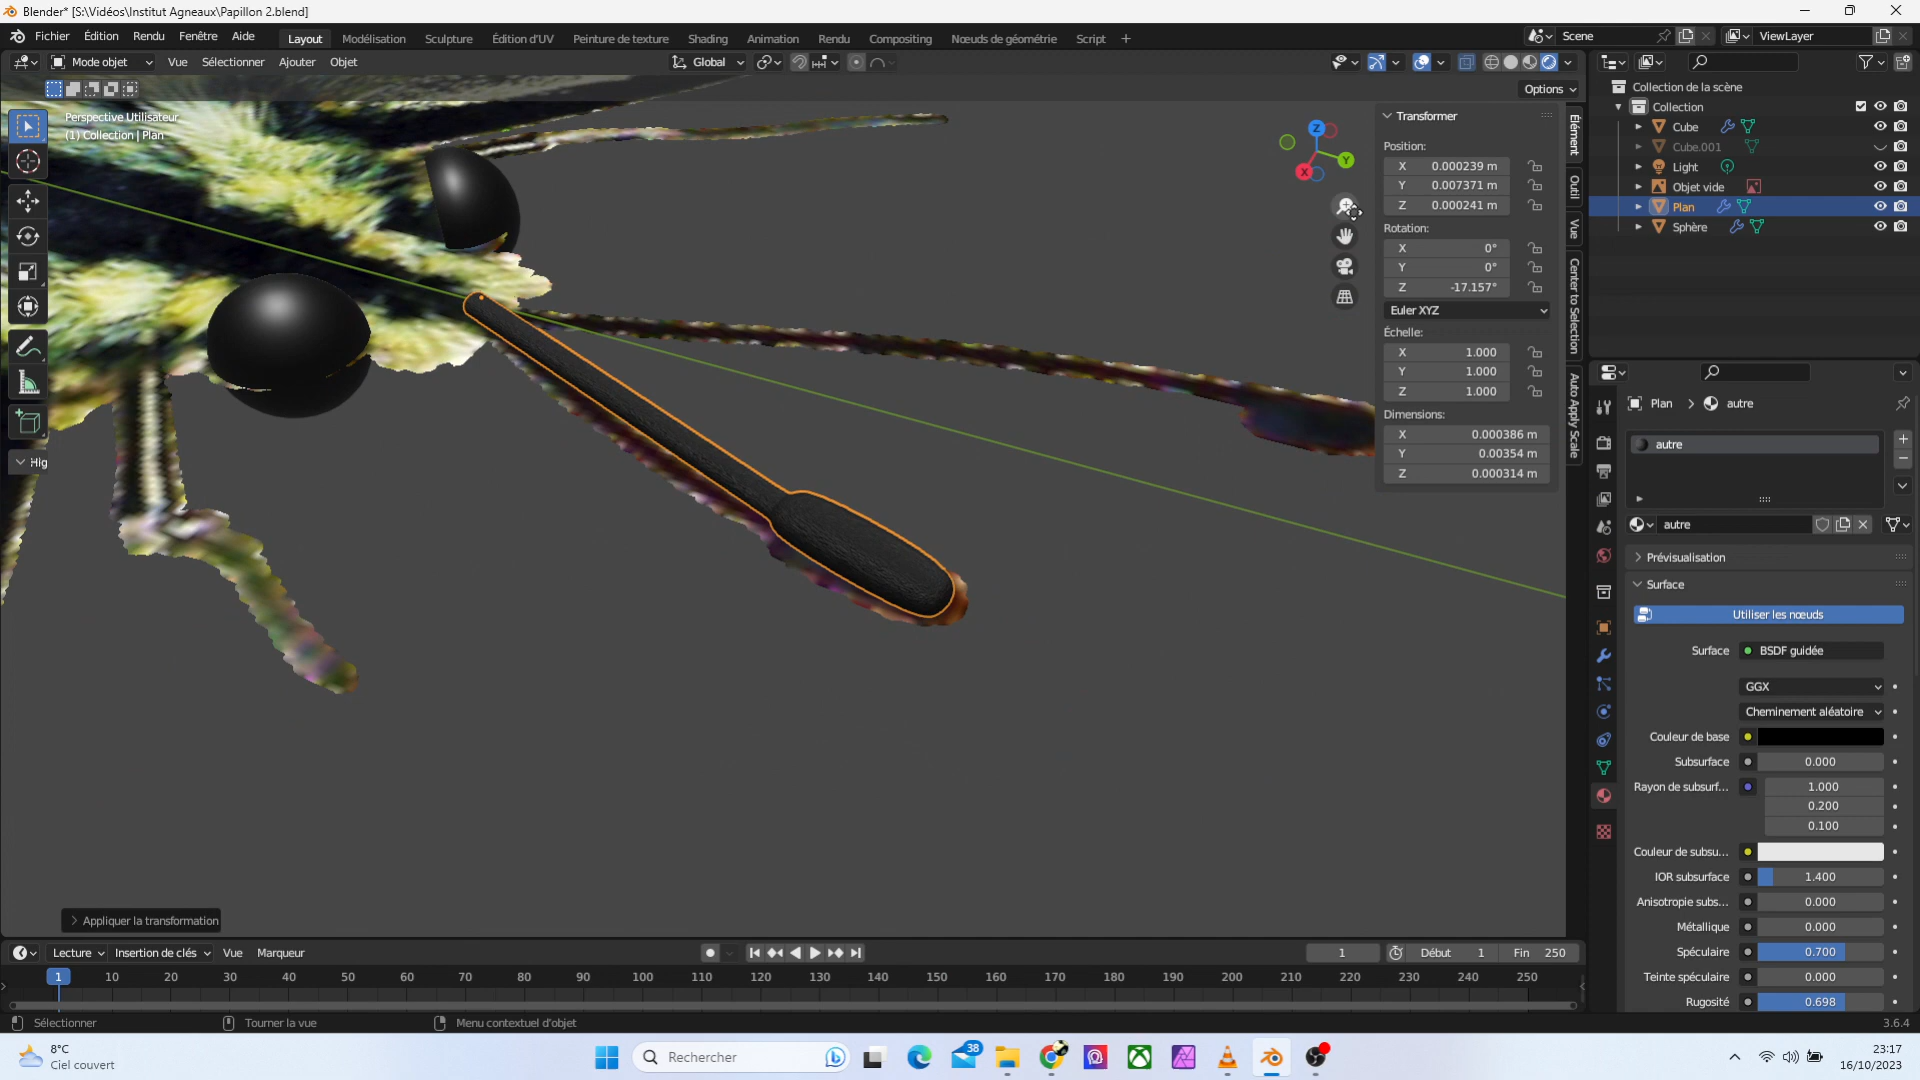 Blender* [S:\Vidéos\Institut Agneaux\Papillon 2.blend]
Fichier Édition Rendu Fenêtre Aide
Layout Modélisation Sculpture Édition d'UV Peinture de texture Shading Animation Rendu Compositing Nœuds de géométrie Script +
Scene
ViewLayer
Mode objet Vue Sélectionner Ajouter Objet
Global
Options
Perspective Utilisateur
(1) Collection | Plan
Hig
Z
Y
X
Transformer
Position:
X 0.000239 m
Y 0.007371 m
Z 0.000241 m
Rotation:
X 0°
Y 0°
Z -17.157°
Euler XYZ
Échelle:
X 1.000
Y 1.000
Z 1.000
Dimensions:
X 0.000386 m
Y 0.00354 m
Z 0.000314 m
Élément
Outil
Vue
Center to Selection
Auto Apply Scale
Collection de la scène
Collection
Cube
Cube.001
Light
Objet vide
Plan
Sphère
Plan > autre
autre
autre
Prévisualisation
Surface
Utiliser les nœuds
Surface BSDF guidée
GGX
Cheminement aléatoire
Couleur de base
Subsurface 0.000
Rayon de subsurf... 1.000
0.200
0.100
Couleur de subsu...
IOR subsurface 1.400
Anisotropie subs... 0.000
Métallique 0.000
Spéculaire 0.700
Teinte spéculaire 0.000
Rugosité 0.698
Appliquer la transformation
Lecture Insertion de clés Vue Marqueur
1 Début 1 Fin 250
1 10 20 30 40 50 60 70 80 90 100 110 120 130 140 150 160 170 180 190 200 210 220 230 240 250
Sélectionner Tourner la vue Menu contextuel d'objet
3.6.4
8°C
Ciel couvert
Rechercher
38
23:17
16/10/2023